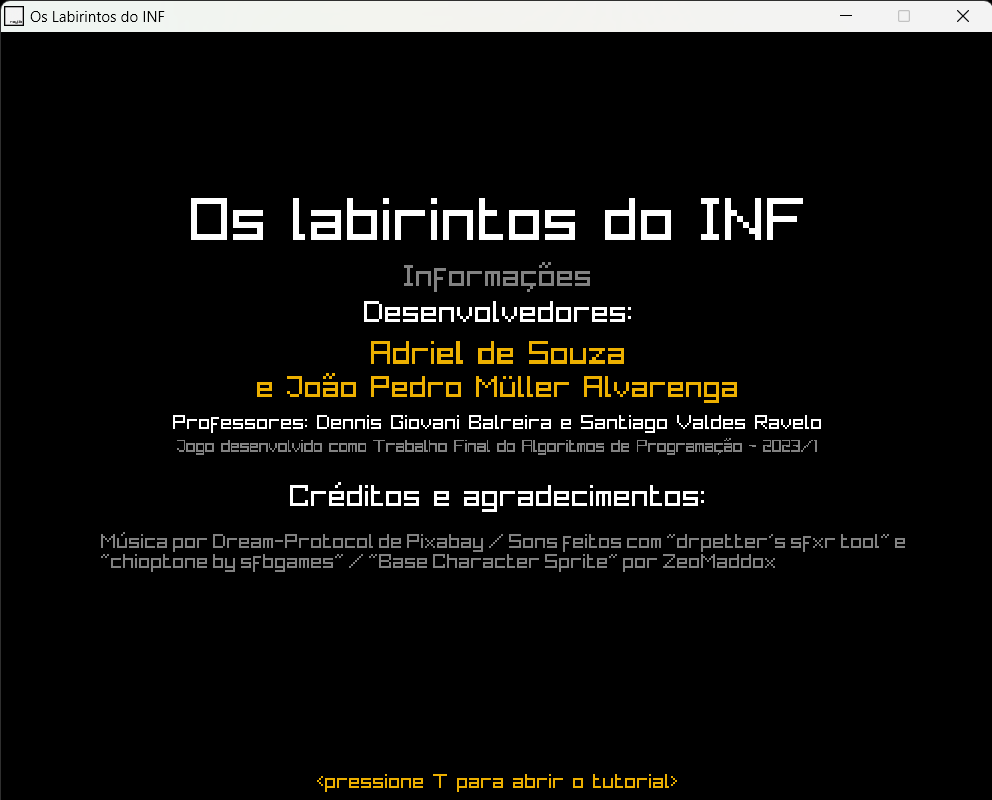 Os Labirintos do INF
Os labirintos do INF
Informações
Desenvolvedores:
Adriel de Souza
e João Pedro Müller Alvarenga
Professores: Dennis Giovani Balreira e Santiago Valdes Ravelo
Jogo desenvolvido como Trabalho Final do Algoritmos de Programação - 2023/1
Créditos e agradecimentos:
Música por Dream-Protocol de Pixabay / Sons feitos com "drpetter's sfxr tool" e
"chioptone by sfbgames" / "Base Character Sprite" por ZeoMaddox
<pressione T para abrir o tutorial>